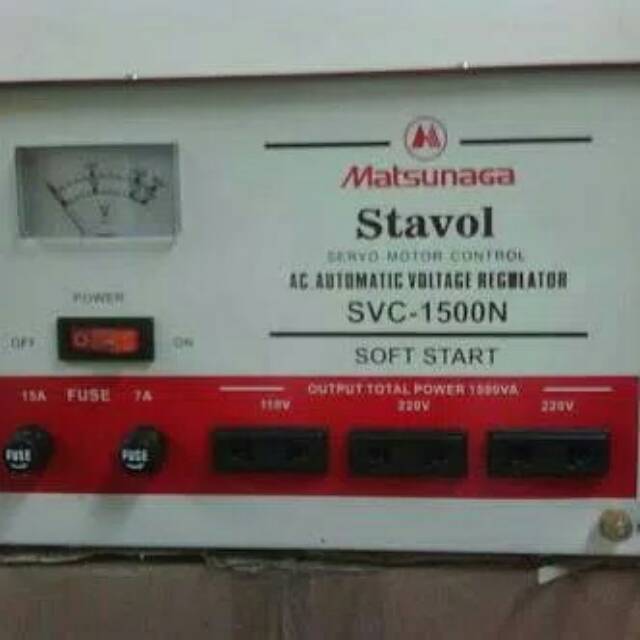 V
POWER
OFF
ON
Matsunaga
Stavol
SERVO MOTOR CONTROL
AC AUTOMATIC VOLTAGE REGULATOR
SVC-1500N
SOFT START
15A FUSE 7A
OUTPUT TOTAL POWER 1500VA
110V 220V 220V
FUSE FUSE